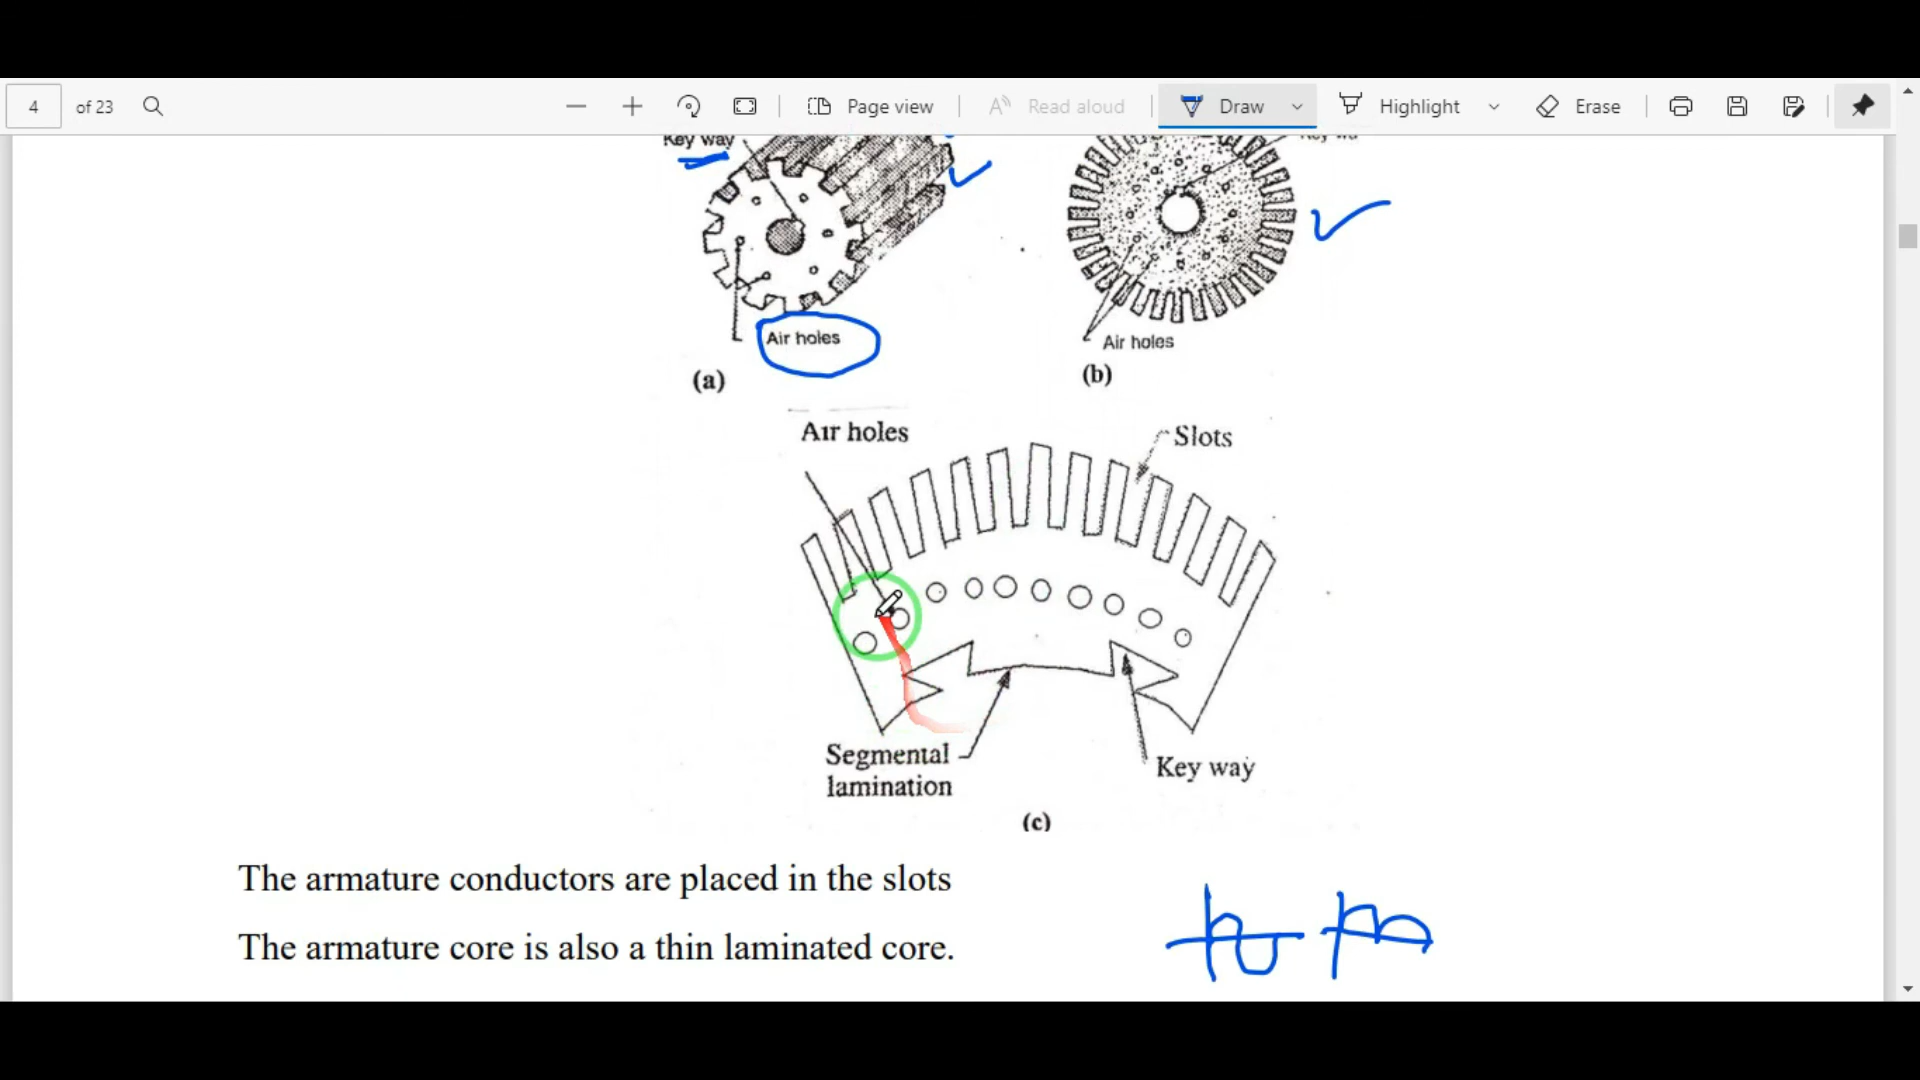 4 of 23 Page view Read aloud Draw Highlight Erase
Key way
Air holes
(a)
Air holes
(b)
Air holes
Slots
Segmental
lamination
Key way
(c)
The armature conductors are placed in the slots
The armature core is also a thin laminated core.